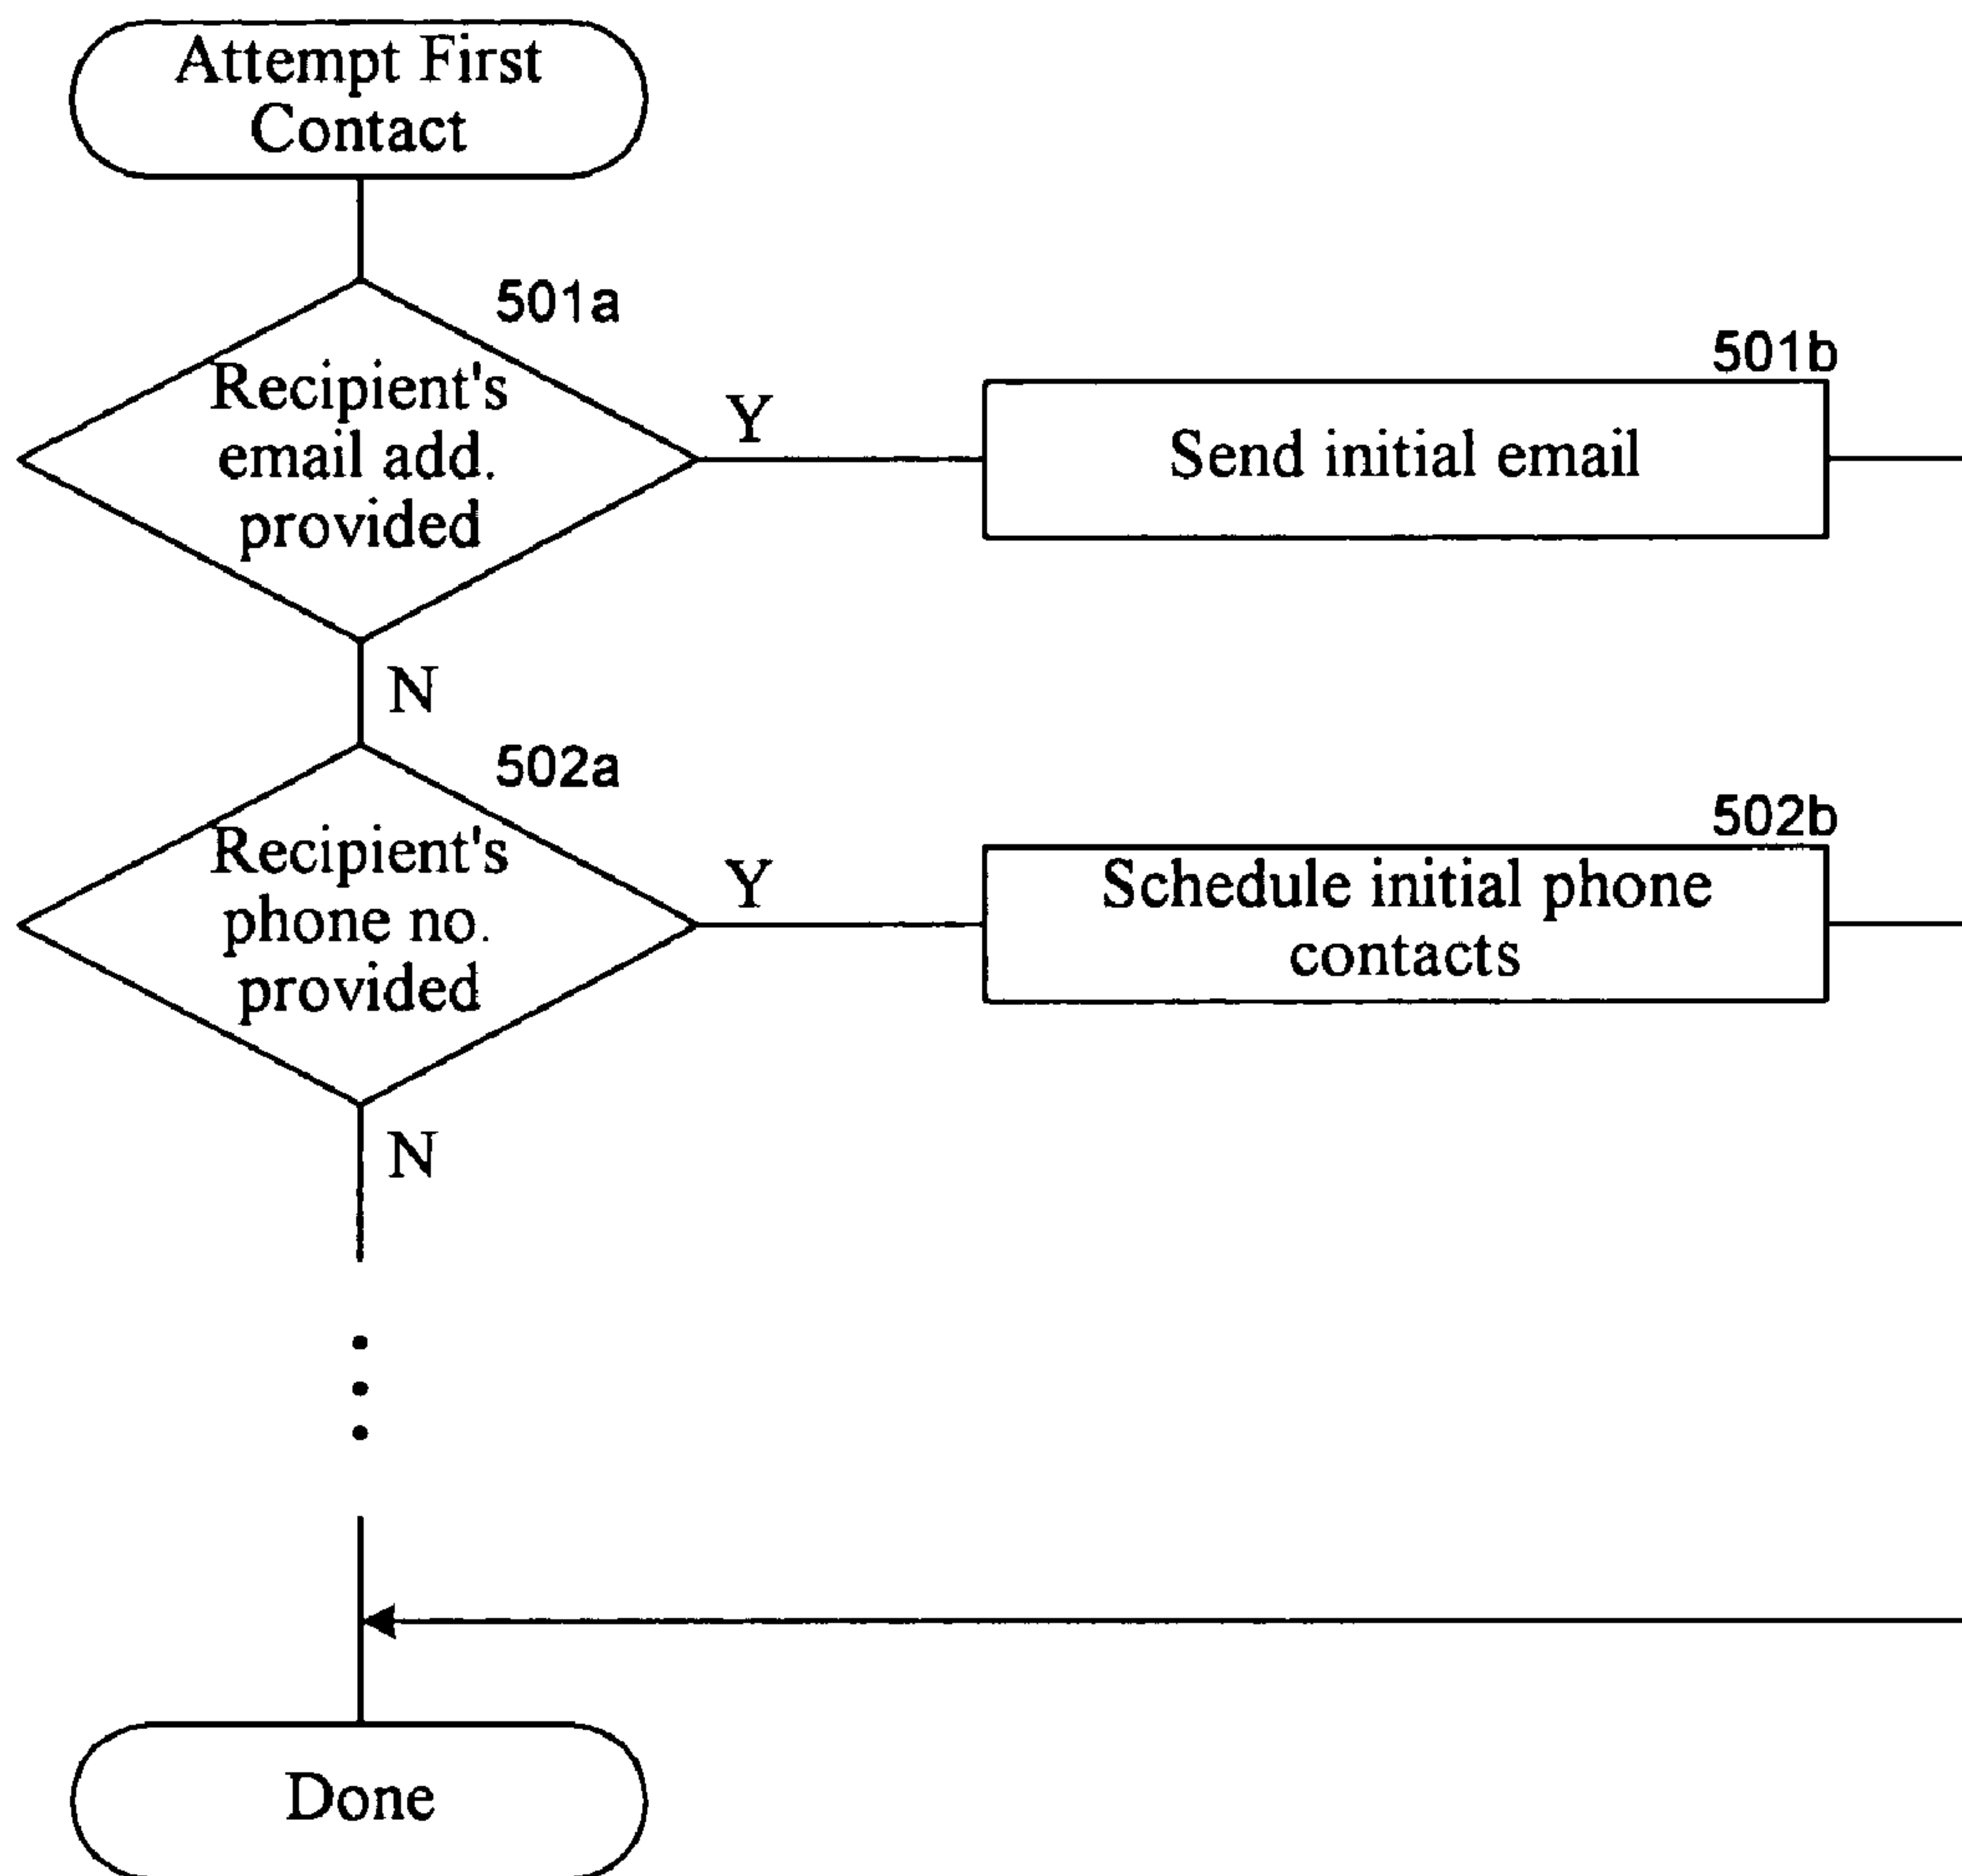 Attempt First
Contact
501a
Recipient's
email add.
provided
Y
501b
Send initial email
N
502a
Recipient's
phone no.
provided
Y
502b
Schedule initial phone
contacts
N
Done